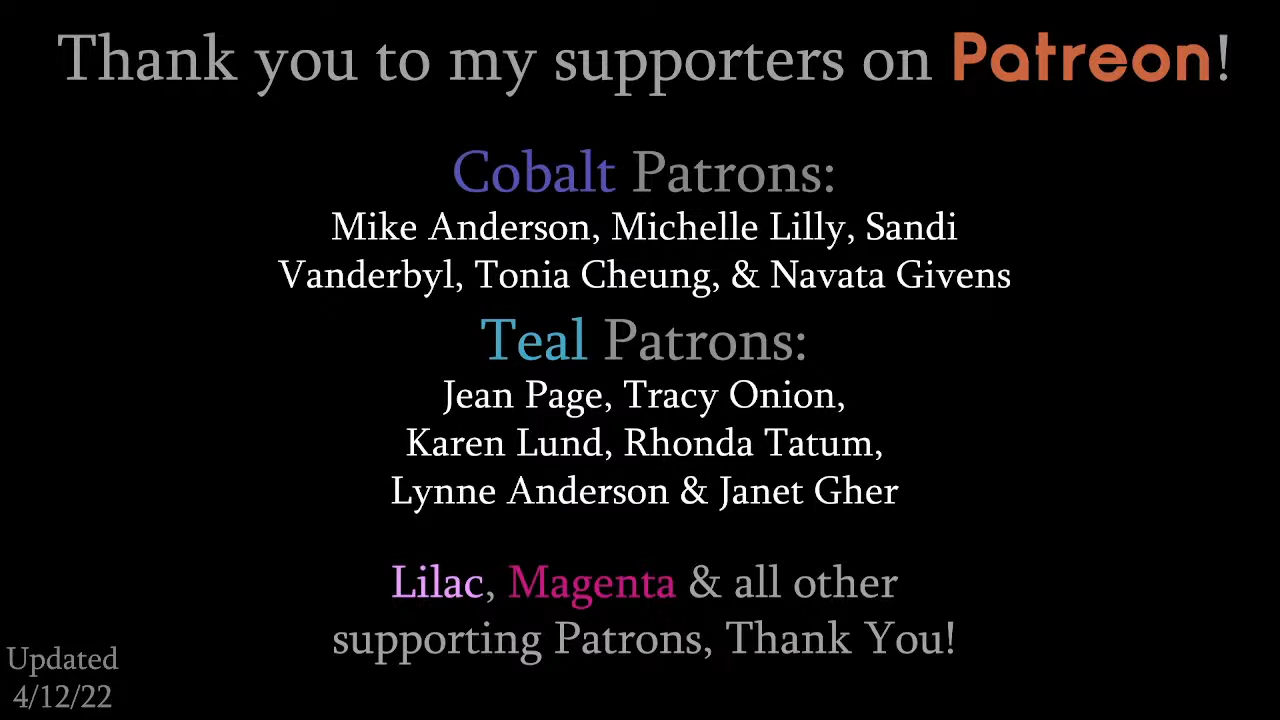 Thank you to my supporters on Patreon!
Cobalt Patrons:
Mike Anderson, Michelle Lilly, Sandi
Vanderbyl, Tonia Cheung, & Navata Givens
Teal Patrons:
Jean Page, Tracy Onion,
Karen Lund, Rhonda Tatum,
Lynne Anderson & Janet Gher
Lilac, Magenta & all other
supporting Patrons, Thank You!
Updated
4/12/22